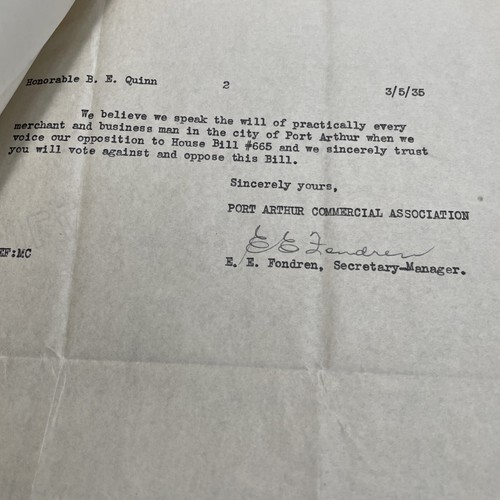 Honorable B. E. Quinn 2 3/5/35
We believe we speak the will of practically every
merchant and business man in the city of Port Arthur when we
voice our opposition to House Bill #665 and we sincerely trust
you will vote against and oppose this Bill.
Sincerely yours,
PORT ARTHUR COMMERCIAL ASSOCIATION
E E Fondren
E. E. Fondren, Secretary-Manager.
EF:MC